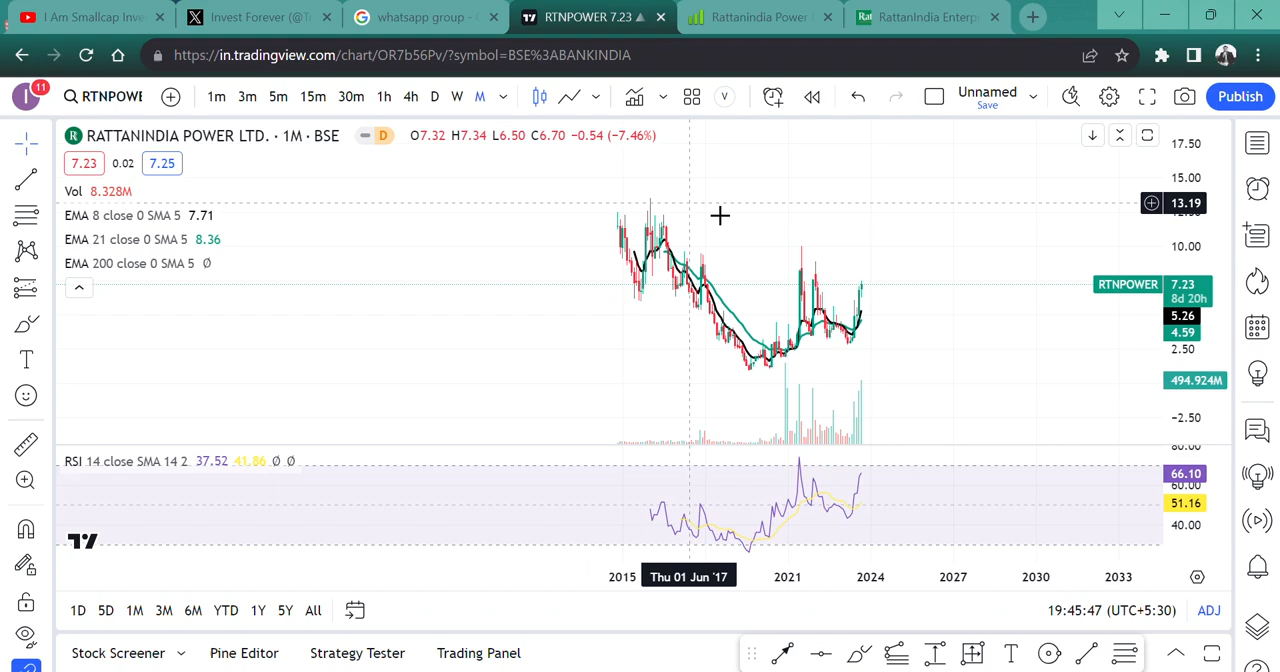 I Am Smallcap Inve
Invest Forever (@Tr
whatsapp group - G
RTNPOWER 7.23
Rattanindia Power
RattanIndia Enterp
https://in.tradingview.com/chart/OR7b56Pv/?symbol=BSE%3ABANKINDIA
11
I
RTNPOWE
1m 3m 5m 15m 30m 1h 4h D W M
V
Unnamed
Save
Publish
R RATTANINDIA POWER LTD. · 1M · BSE D O7.32 H7.34 L6.50 C6.70 −0.54 (−7.46%)
7.23 0.02 7.25
Vol 8.328M
EMA 8 close 0 SMA 5 7.71
EMA 21 close 0 SMA 5 8.36
EMA 200 close 0 SMA 5 Ø
17.50
15.00
13.19
10.00
RTNPOWER 7.23
8d 20h
5.26
4.59
2.50
494.924M
−2.50
80.00
RSI 14 close SMA 14 2 37.52 41.86 Ø Ø
66.10
60.00
51.16
40.00
2015 Thu 01 Jun '17 2021 2024 2027 2030 2033
1D 5D 1M 3M 6M YTD 1Y 5Y All
19:45:47 (UTC+5:30) ADJ
Stock Screener Pine Editor Strategy Tester Trading Panel
T